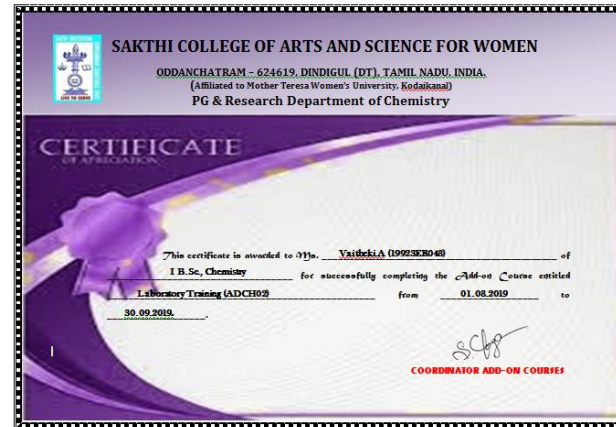 SAKTHI COLLEGE OF ARTS AND SCIENCE FOR WOMEN
ODDANCHATRAM – 624619, DINDIGUL (DT), TAMIL NADU, INDIA.
(Affiliated to Mother Teresa Women's University, Kodaikanal)
PG & Research Department of Chemistry
CERTIFICATE
OF APRECIATION
This certificate is awarded to Ms. Vaitheki A (19923ER048) of
I B.Sc., Chemistry for successfully completing the Add-on Course entitled
Laboratory Training (ADCH02) from 01.08.2019 to
30.09.2019.
COORDINATOR ADD-ON COURSES